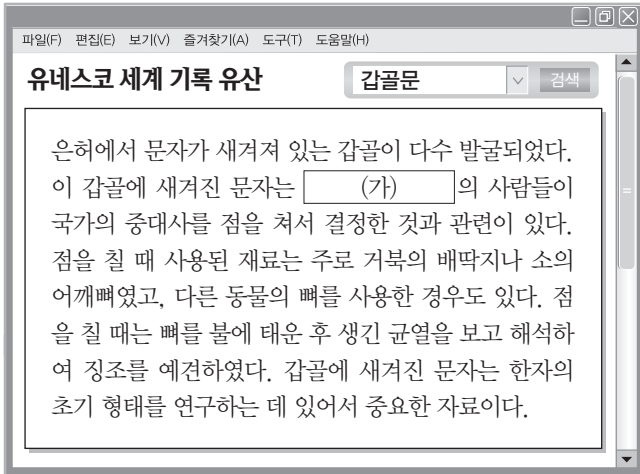 파일(F) 편집(E) 보기(V) 즐겨찾기(A) 도구(T) 도움말(H)
유네스코 세계 기록 유산
갑골문
검색
은허에서 문자가 새겨져 있는 갑골이 다수 발굴되었다.
이 갑골에 새겨진 문자는 (가) 의 사람들이
국가의 중대사를 점을 쳐서 결정한 것과 관련이 있다.
점을 칠 때 사용된 재료는 주로 거북의 배딱지나 소의
어깨뼈였고, 다른 동물의 뼈를 사용한 경우도 있다. 점
을 칠 때는 뼈를 불에 태운 후 생긴 균열을 보고 해석하
여 징조를 예견하였다. 갑골에 새겨진 문자는 한자의
초기 형태를 연구하는 데 있어서 중요한 자료이다.